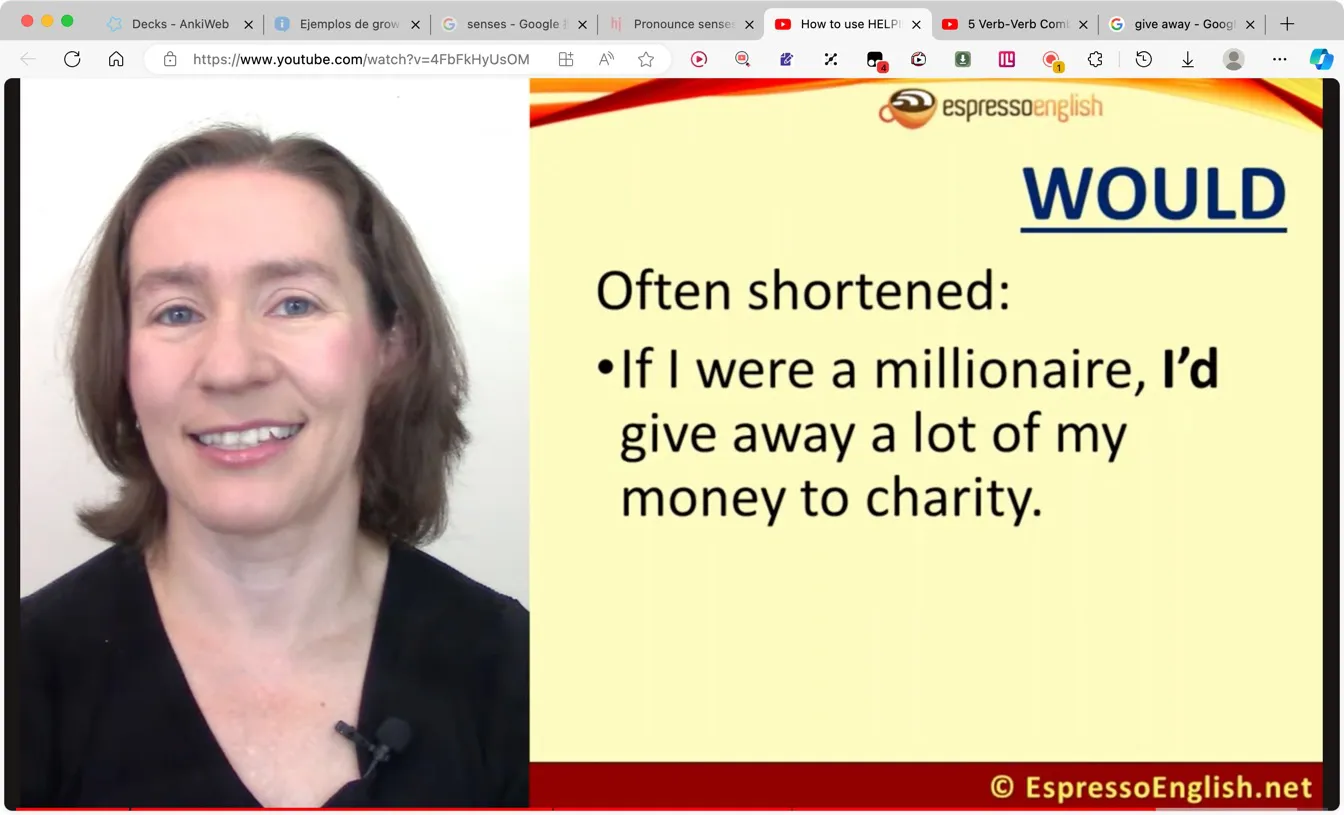 Decks - AnkiWeb
Ejemplos de grow
senses - Google
Pronounce senses
How to use HELP
5 Verb-Verb Com
give away - Goog
https://www.youtube.com/watch?v=4FbFkHyUsOM
4
1
espressoenglish
WOULD
Often shortened:
•If I were a millionaire, I’d
give away a lot of my
money to charity.
© EspressoEnglish.net